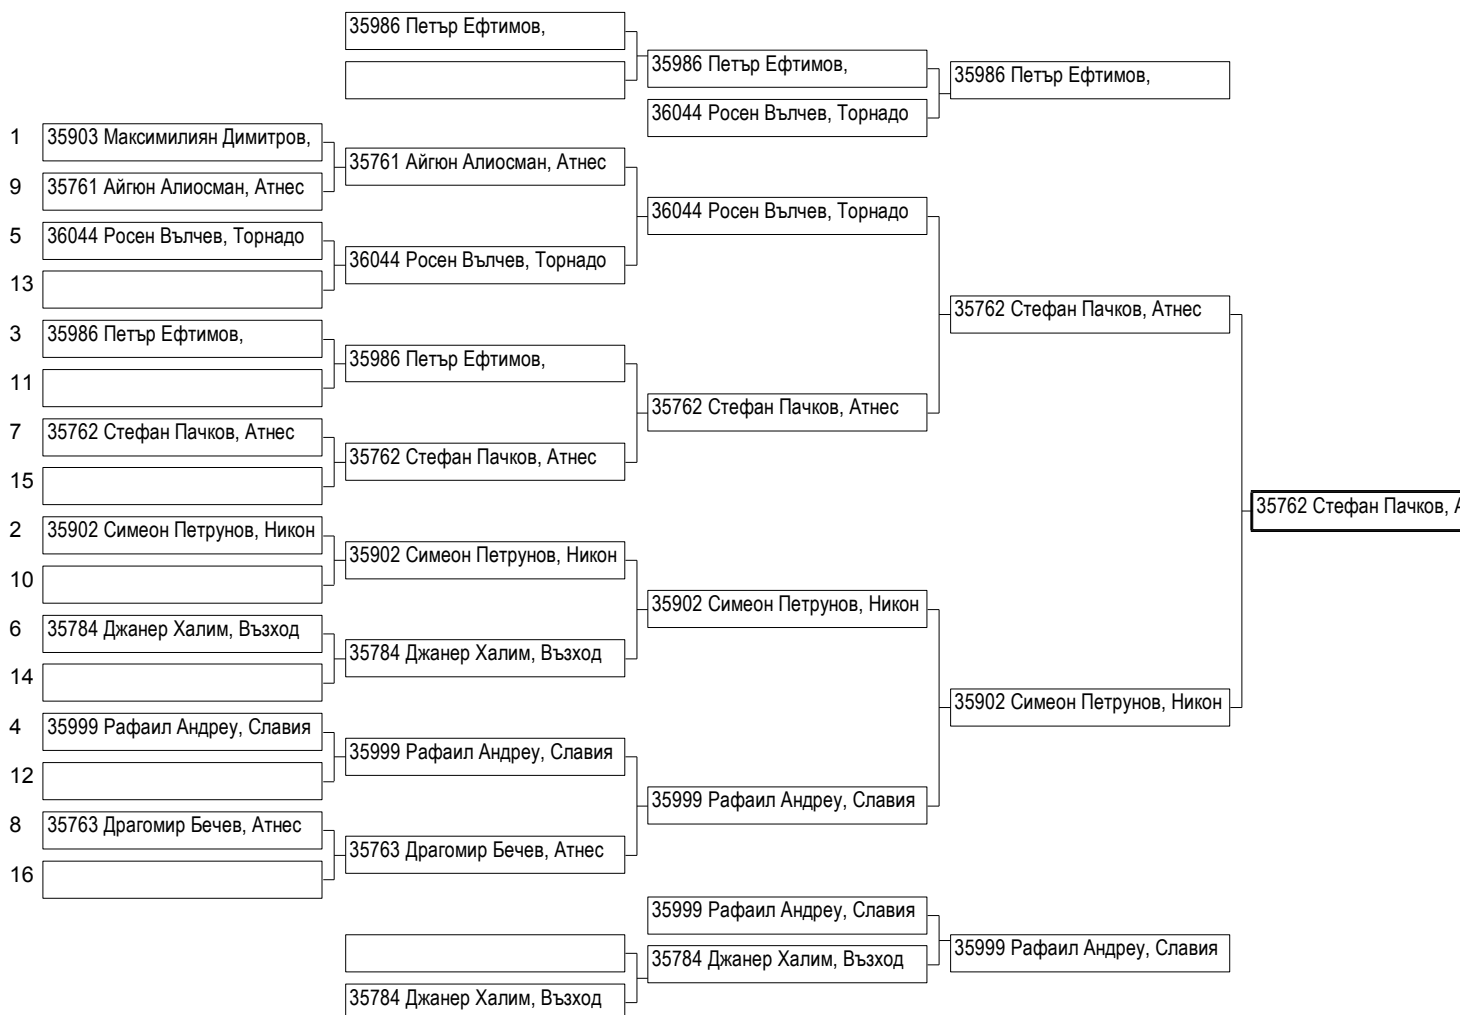 35986 Петър Ефтимов,
35986 Петър Ефтимов,
35986 Петър Ефтимов,
36044 Росен Вълчев, Торнадо
1 35903 Максимилиян Димитров,
35761 Айгюн Алиосман, Атнес
9 35761 Айгюн Алиосман, Атнес
36044 Росен Вълчев, Торнадо
5 36044 Росен Вълчев, Торнадо
36044 Росен Вълчев, Торнадо
13
35762 Стефан Пачков, Атнес
3 35986 Петър Ефтимов,
35986 Петър Ефтимов,
11
35762 Стефан Пачков, Атнес
7 35762 Стефан Пачков, Атнес
35762 Стефан Пачков, Атнес
15
35762 Стефан Пачков, А
2 35902 Симеон Петрунов, Никон
35902 Симеон Петрунов, Никон
10
35902 Симеон Петрунов, Никон
6 35784 Джанер Халим, Възход
35784 Джанер Халим, Възход
14
35902 Симеон Петрунов, Никон
4 35999 Рафаил Андреу, Славия
35999 Рафаил Андреу, Славия
12
35999 Рафаил Андреу, Славия
8 35763 Драгомир Бечев, Атнес
35763 Драгомир Бечев, Атнес
16
35999 Рафаил Андреу, Славия
35999 Рафаил Андреу, Славия
35784 Джанер Халим, Възход
35784 Джанер Халим, Възход